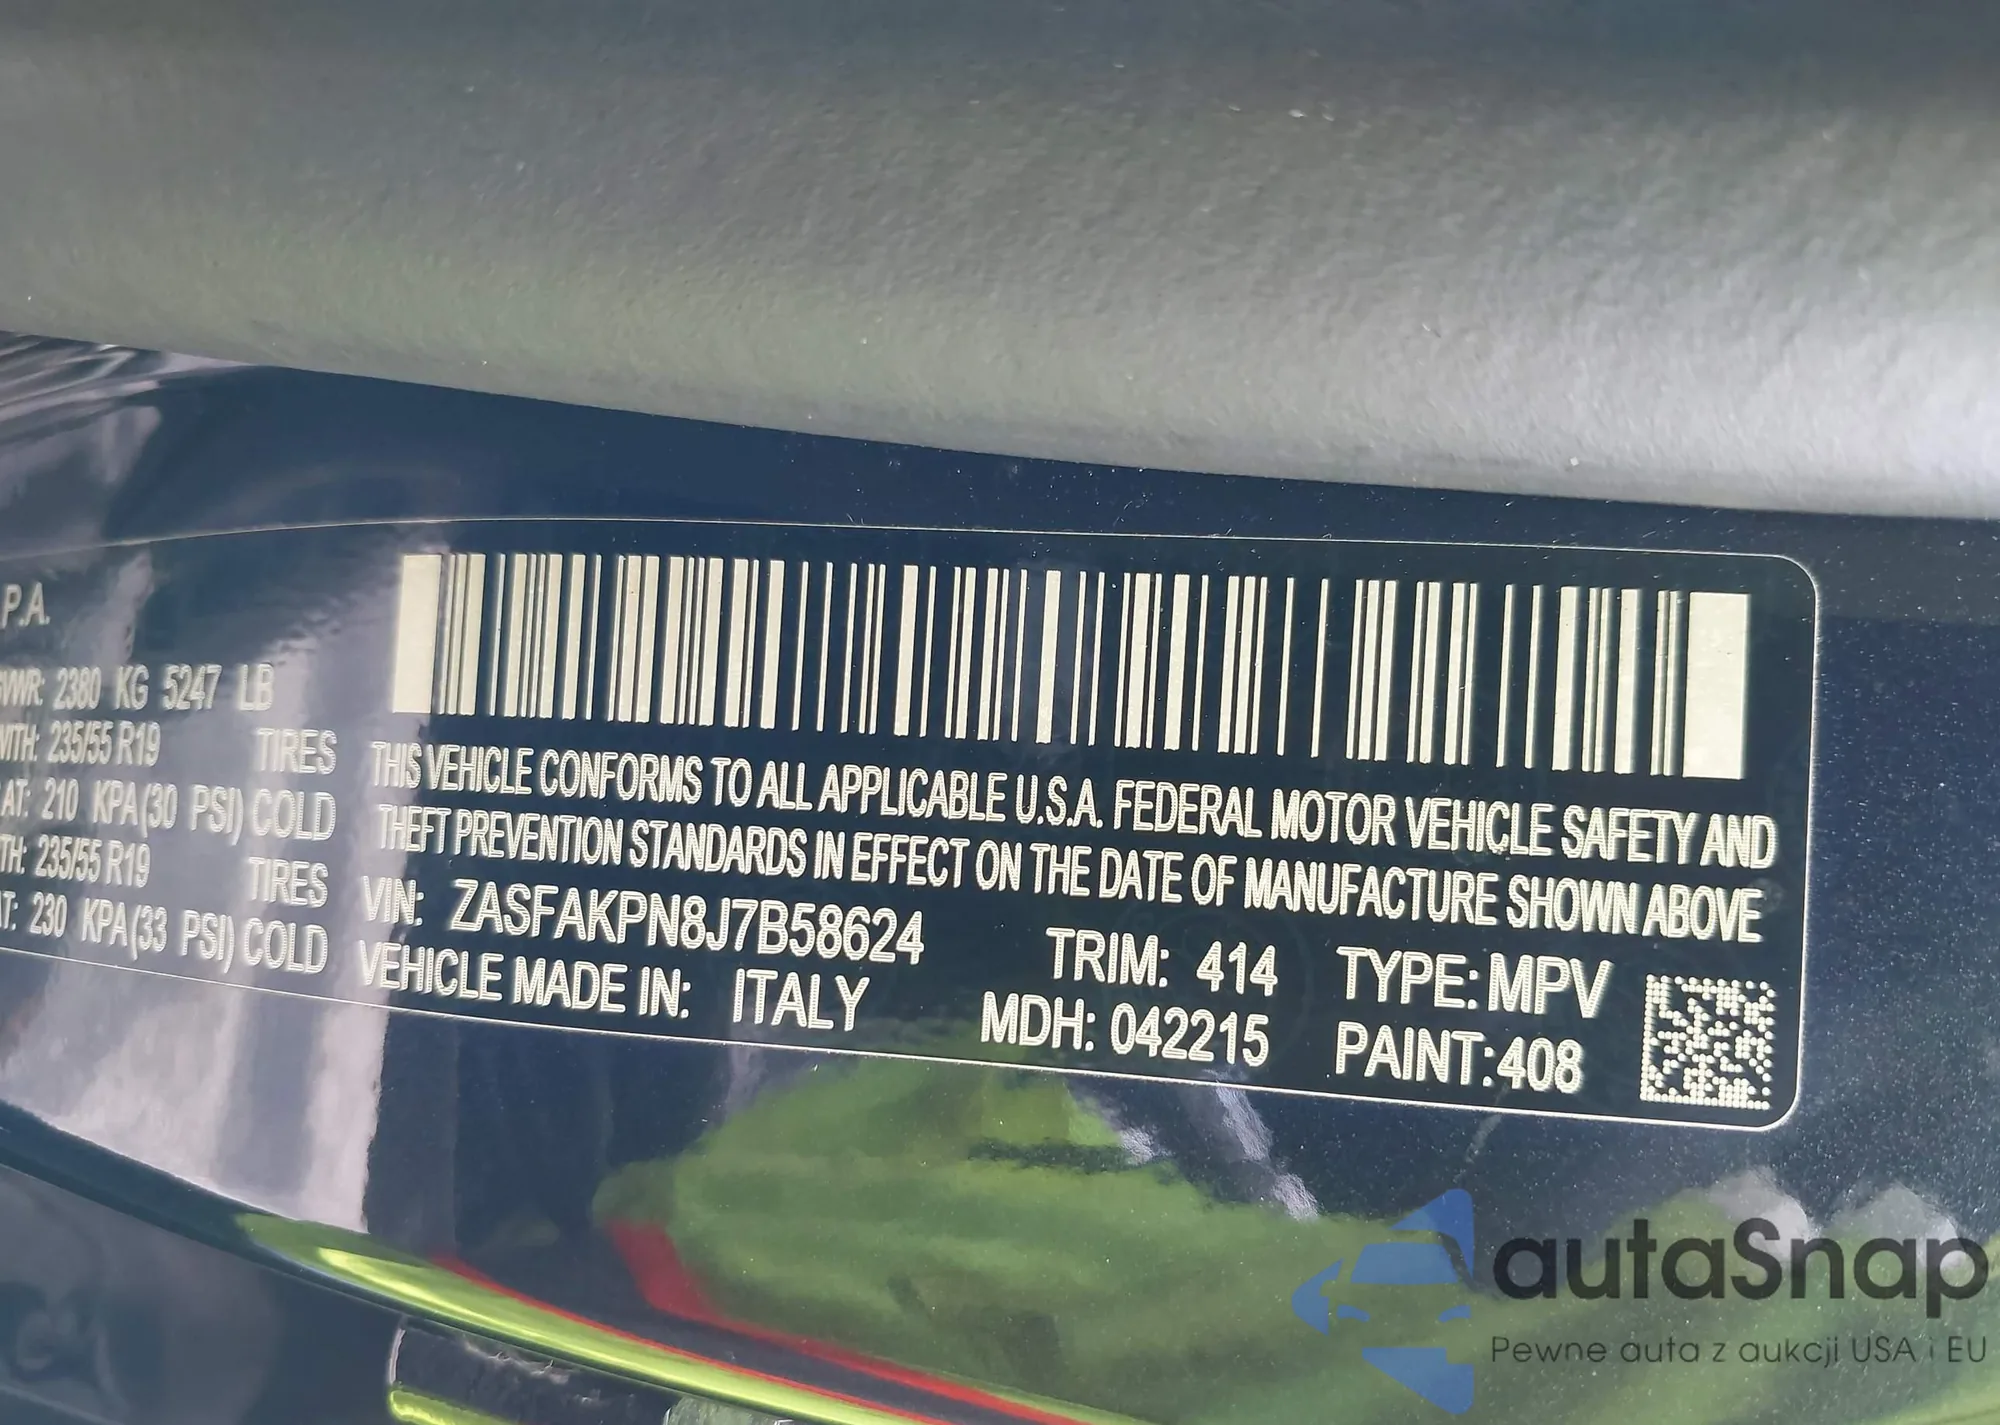 P.A.
GVWR: 2380 KG 5247 LB
WITH: 235/55 R19 TIRES
AT: 210 KPA(30 PSI) COLD
TH: 235/55 R19 TIRES
AT: 230 KPA(33 PSI) COLD
THIS VEHICLE CONFORMS TO ALL APPLICABLE U.S.A. FEDERAL MOTOR VEHICLE SAFETY AND
THEFT PREVENTION STANDARDS IN EFFECT ON THE DATE OF MANUFACTURE SHOWN ABOVE
VIN: ZASFAKPN8J7B58624 TRIM: 414 TYPE: MPV
VEHICLE MADE IN: ITALY MDH: 042215 PAINT: 408
autaSnap
Pewne auta z aukcji USA i EU